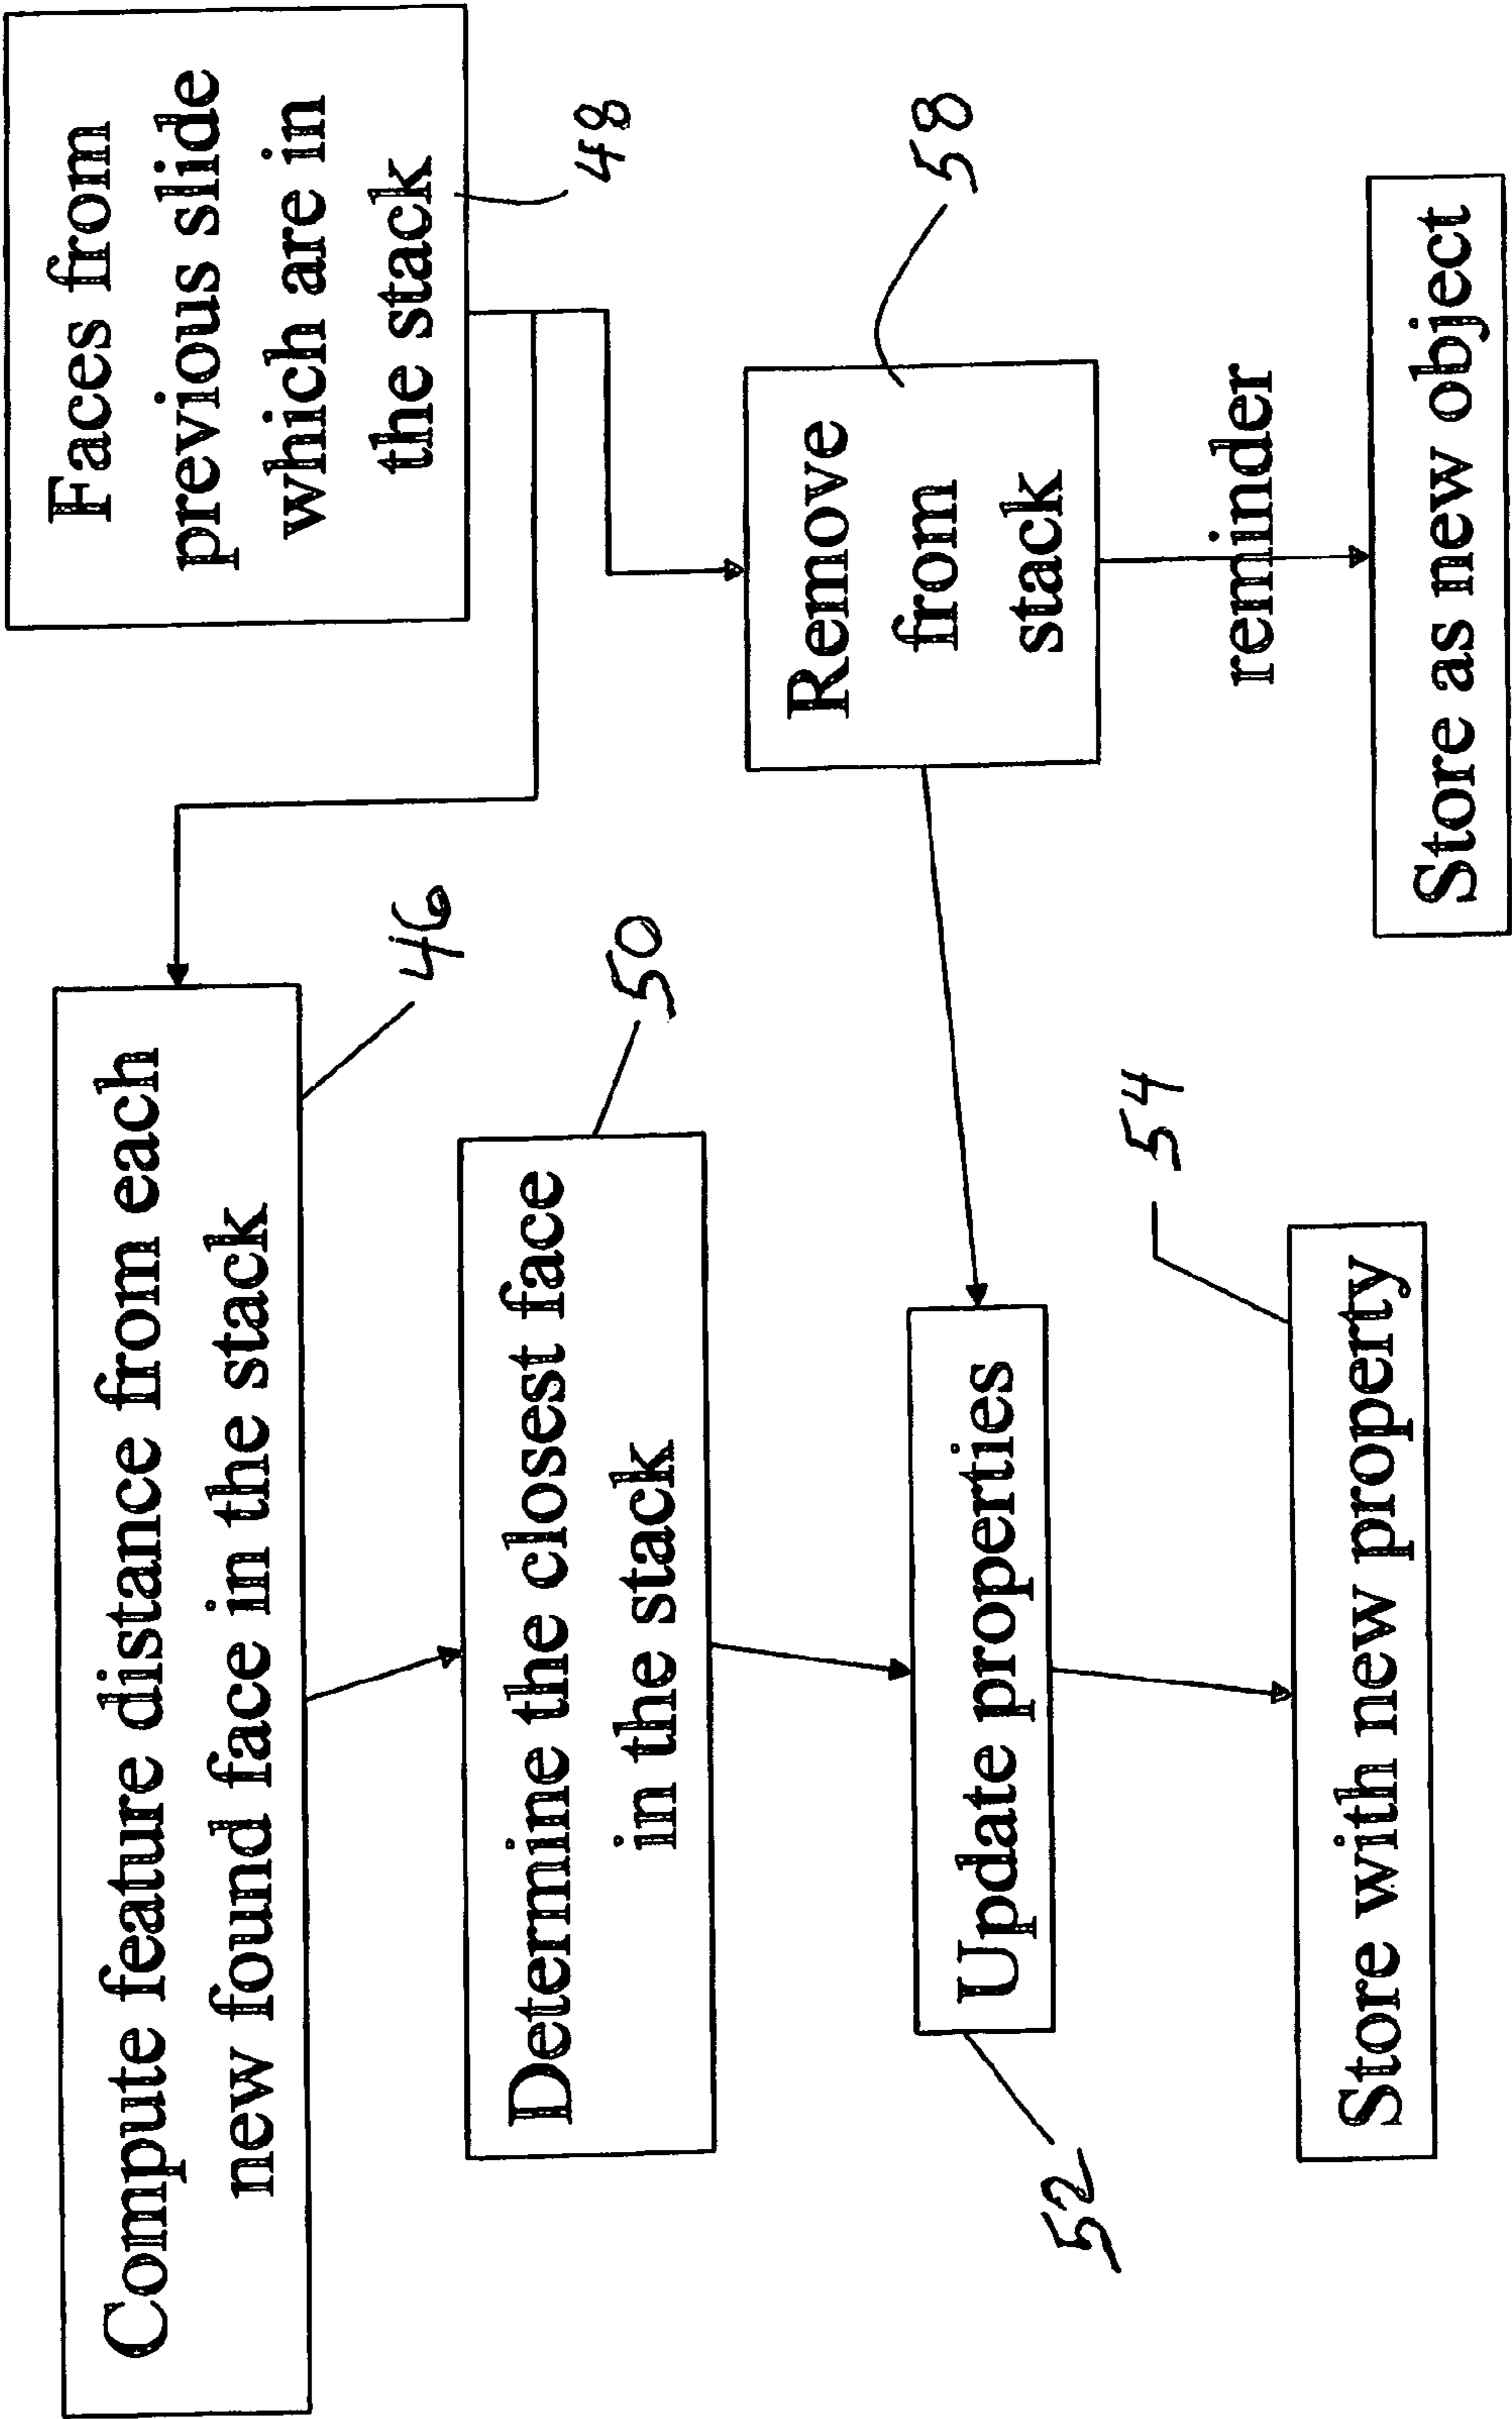 Compute feature distance from each
new found face in the stack
46
Faces from
previous slide
which are in
the stack
48
Determine the closest face
in the stack
50
Remove
from
stack
58
Update properties
52
reminder
Store with new property
54
Store as new object